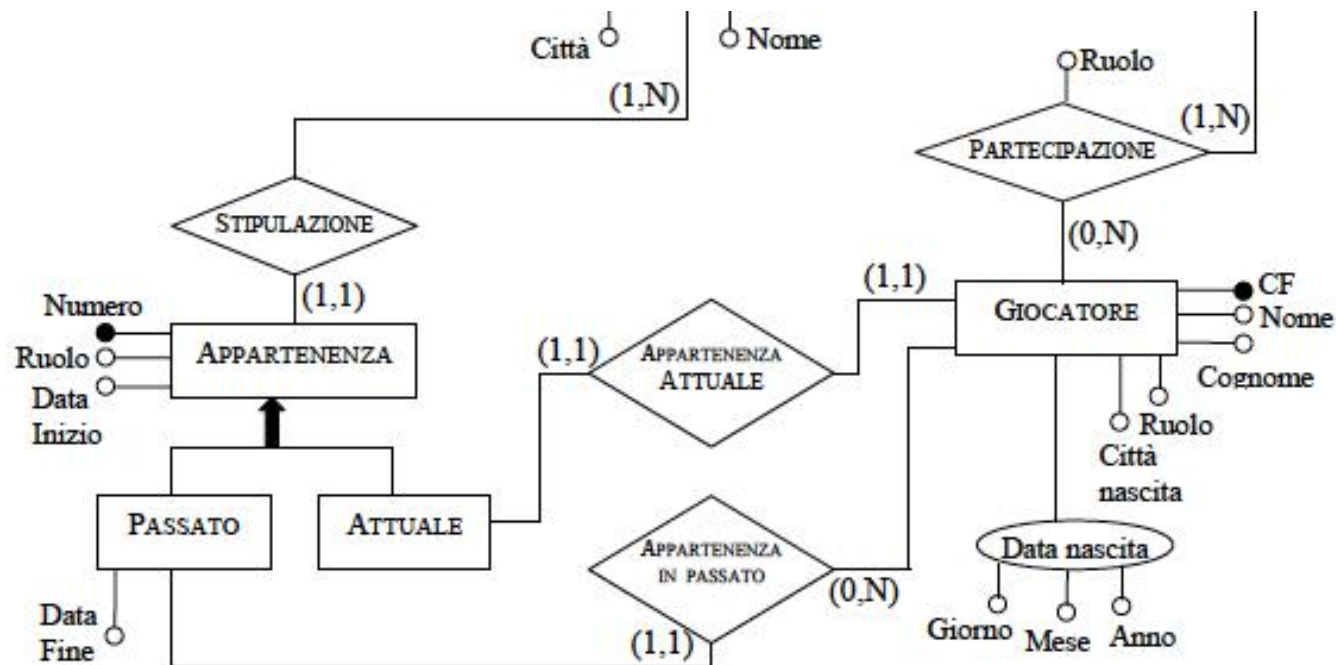 Città
Nome
Ruolo
(1,N)
(1,N)
PARTECIPAZIONE
STIPULAZIONE
(0,N)
(1,1)
(1,1)
CF
Numero
GIOCATORE
Nome
Ruolo
APPARTENENZA
(1,1)
APPARTENENZA
ATTUALE
Cognome
Data
Inizio
Ruolo
Città
nascita
PASSATO
ATTUALE
APPARTENENZA
IN PASSATO
Data nascita
(0,N)
Data
Fine
(1,1)
Giorno
Mese
Anno